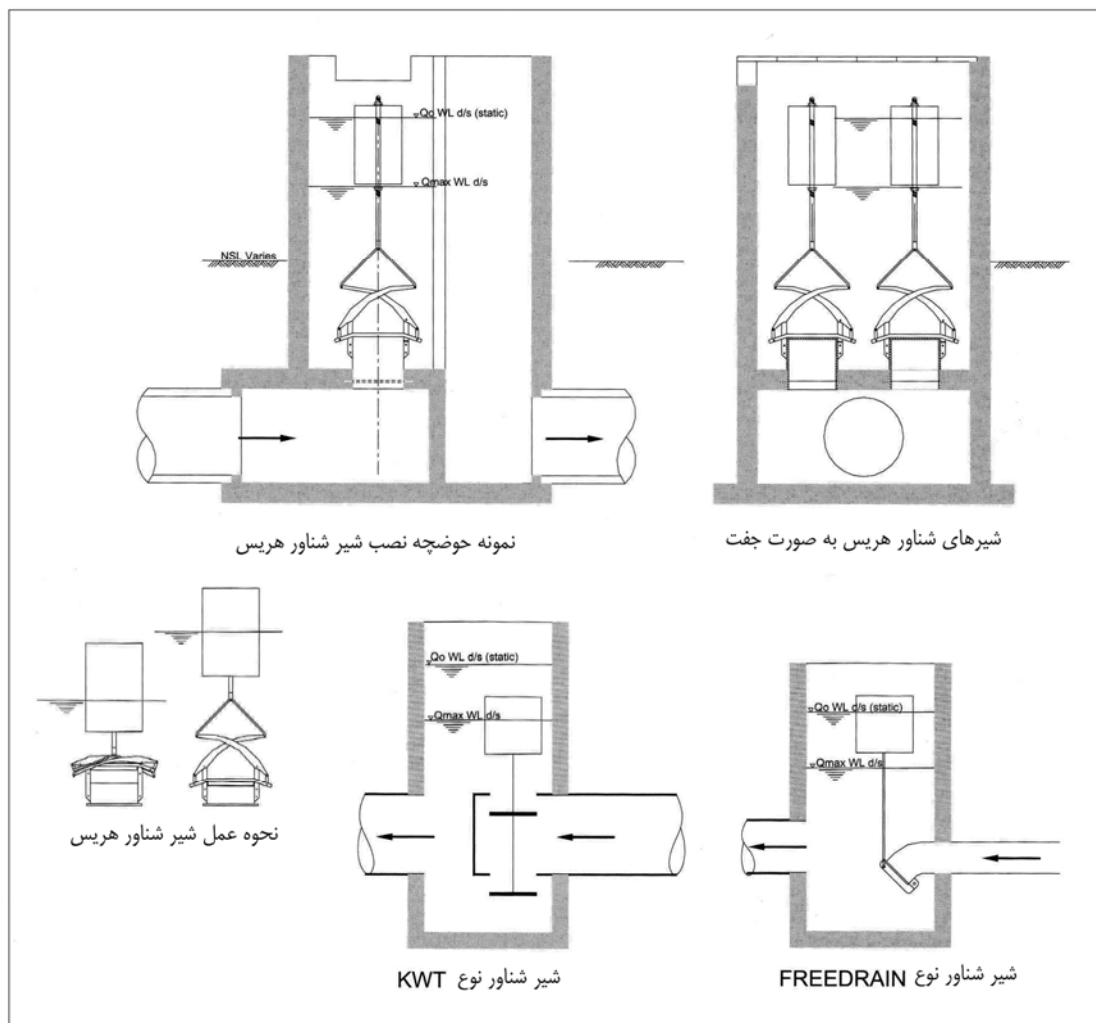 Qo WL d/s (static)
Qmax WL d/s
NSL Varies
نمونه حوضچه نصب شیر شناور هریس
شیرهای شناور هریس به صورت جفت
نحوه عمل شیر شناور هریس
Qo WL d/s (static)
Qmax WL d/s
شیر شناور نوع KWT
Qo WL d/s (static)
Qmax WL d/s
شیر شناور نوع FREEDRAIN